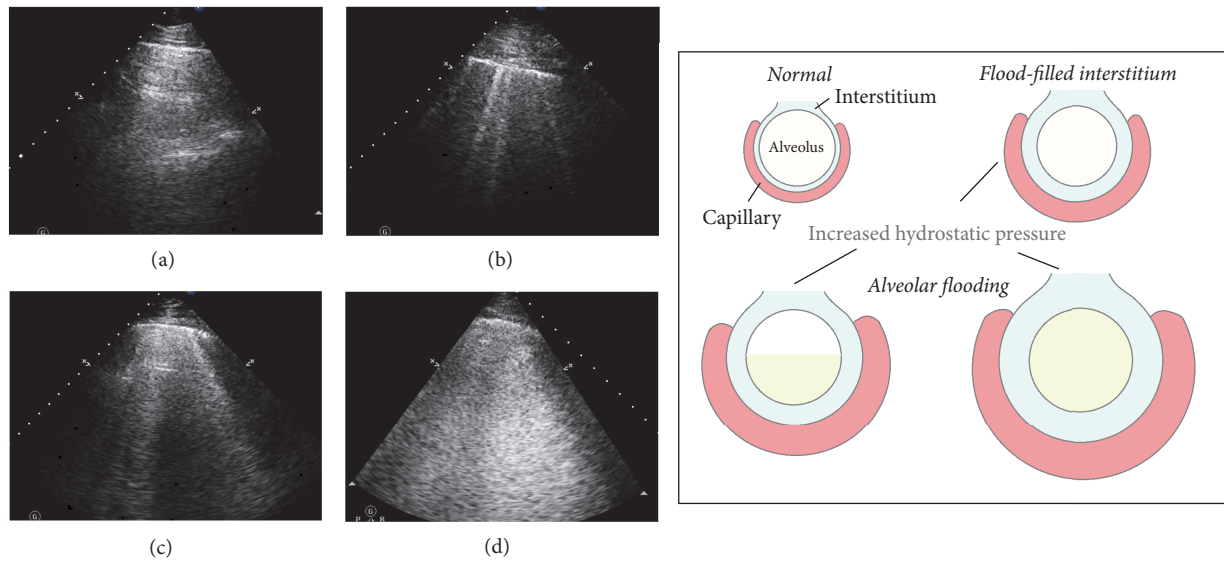 (a)
(b)
G
G
(c)
(d)
G
G
P R
Normal
Flood-filled interstitium
Interstitium
Alveolus
Capillary
Increased hydrostatic pressure
Alveolar flooding